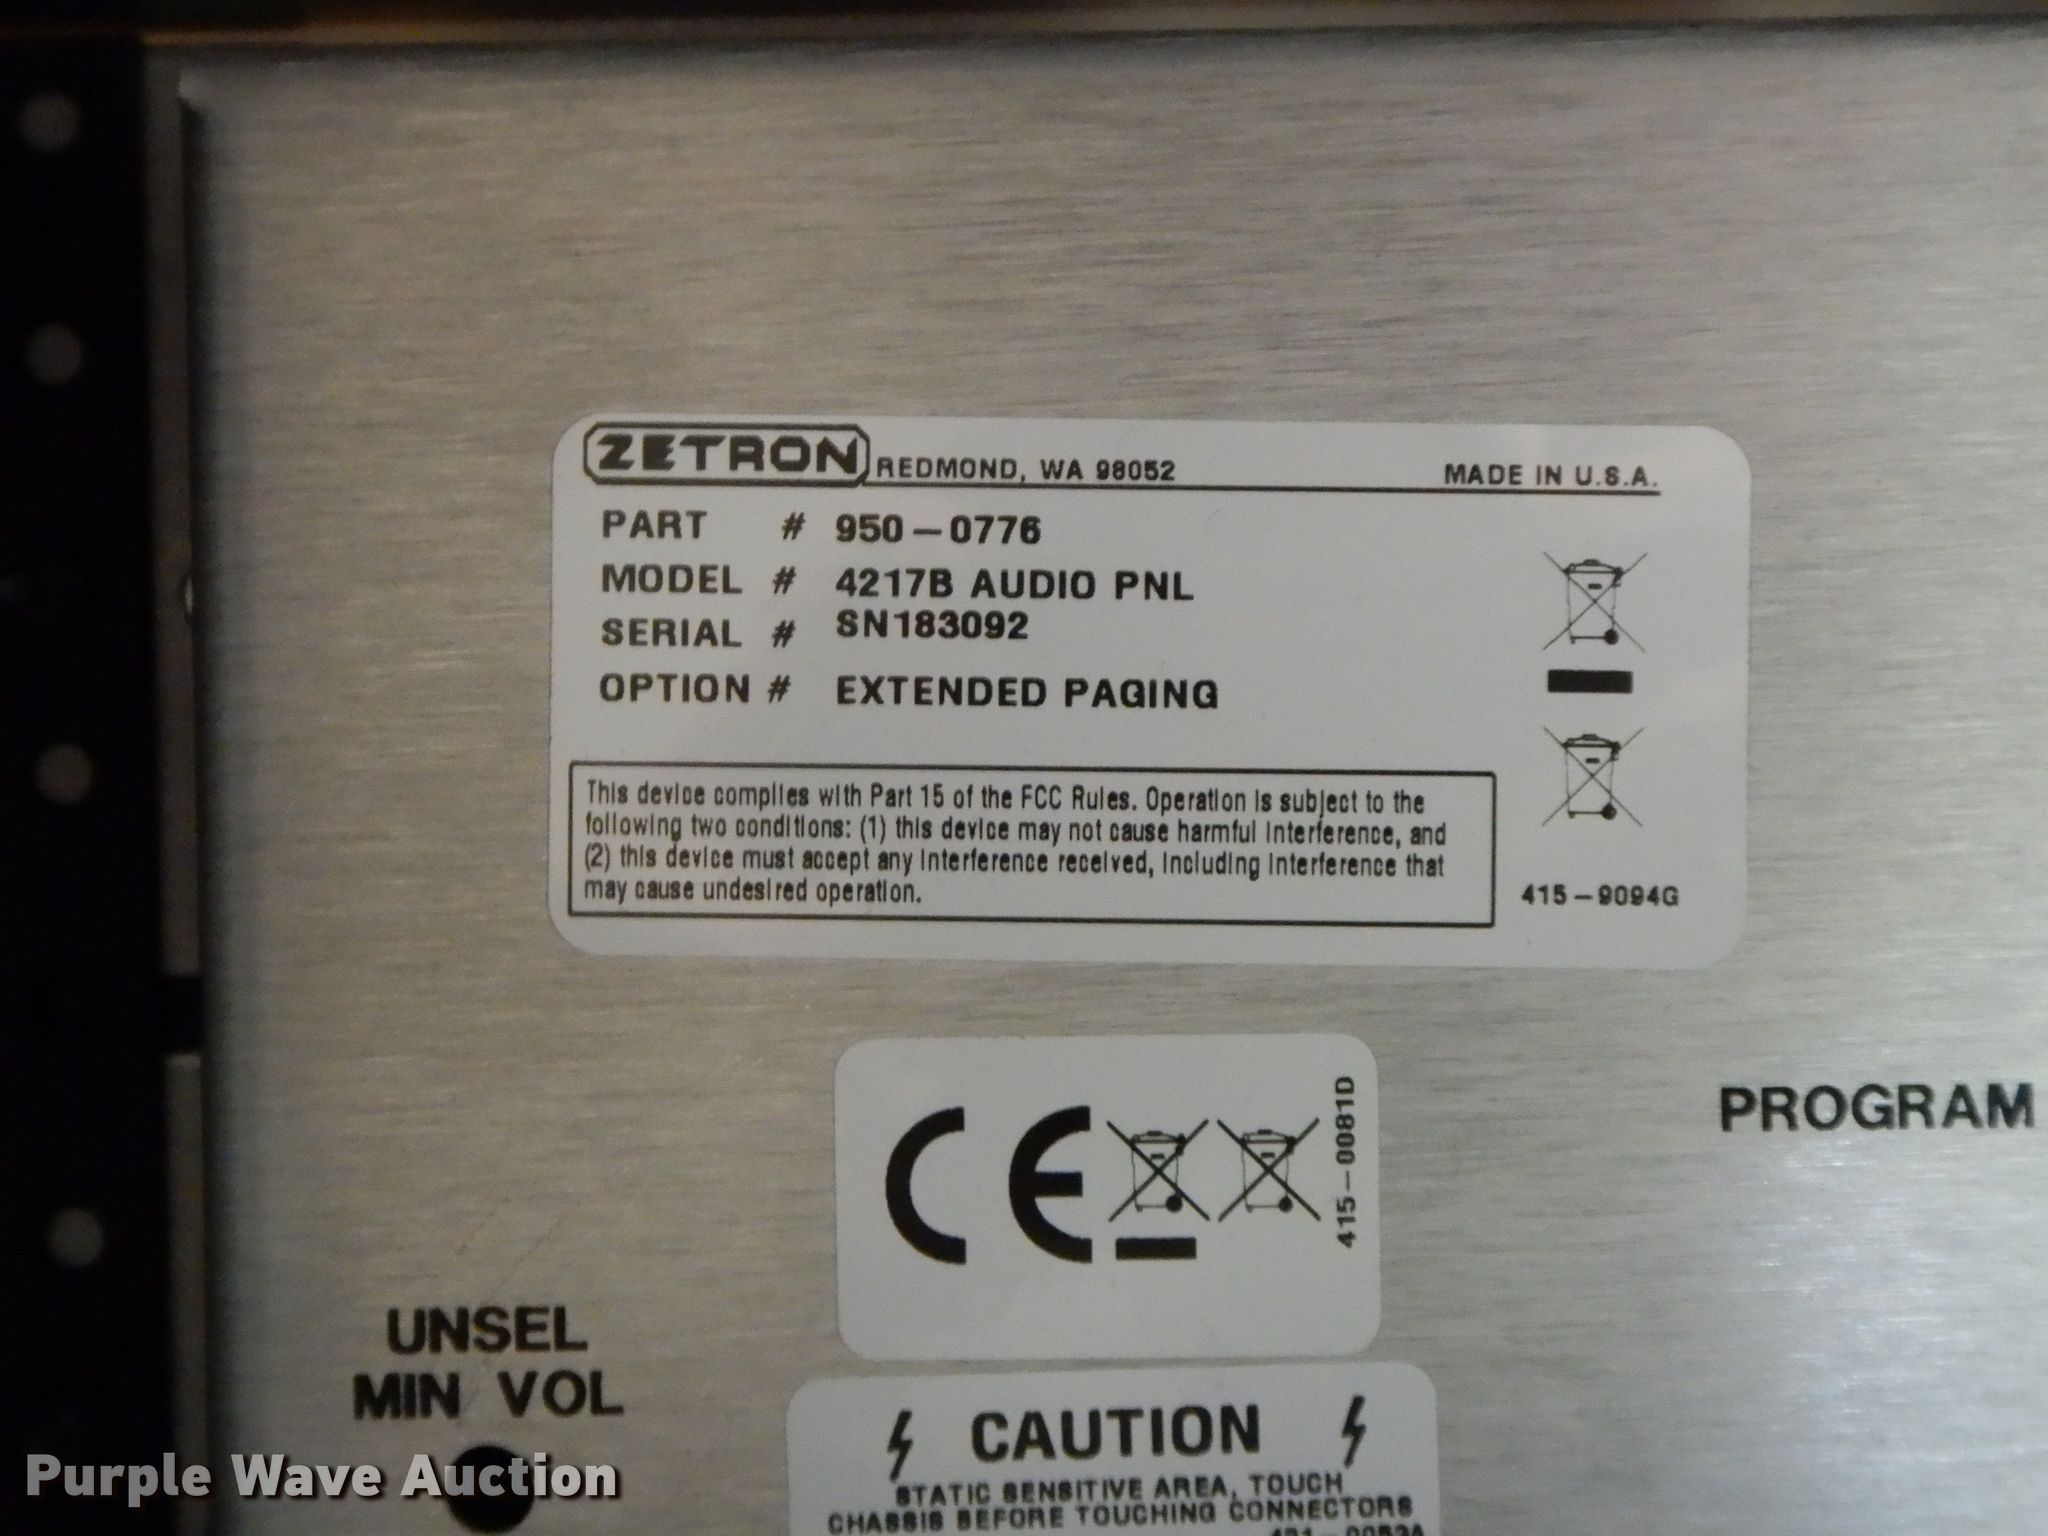 ZETRON REDMOND, WA 98052 MADE IN U.S.A.
PART # 950-0776
MODEL # 4217B AUDIO PNL
SERIAL # SN183092
OPTION # EXTENDED PAGING
This device complies with Part 15 of the FCC Rules. Operation is subject to the
following two conditions: (1) this device may not cause harmful interference, and
(2) this device must accept any interference received, including interference that
may cause undesired operation.
415-9094G
CE
415-0081D
PROGRAM
UNSEL
MIN VOL
CAUTION
STATIC SENSITIVE AREA, TOUCH
CHASSIS BEFORE TOUCHING CONNECTORS
Purple Wave Auction